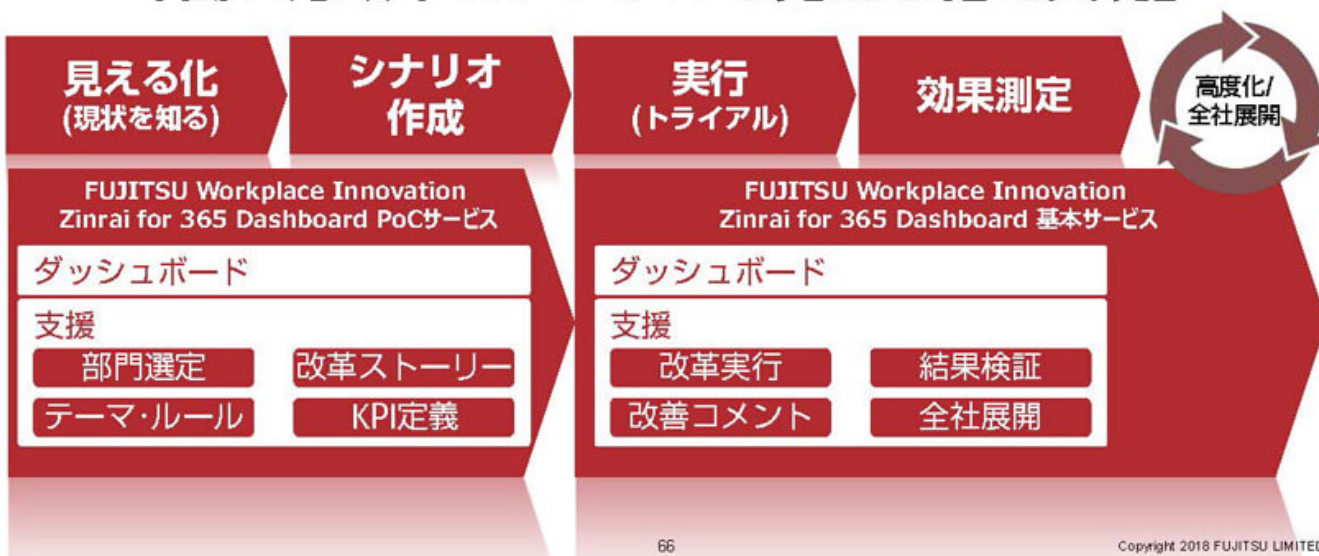 見える化
(現状を知る)
シナリオ
作成
実行
(トライアル)
効果測定
高度化/
全社展開
FUJITSU Workplace Innovation
Zinrai for 365 Dashboard PoCサービス
ダッシュボード
支援
部門選定
改革ストーリー
テーマ・ルール
KPI定義
FUJITSU Workplace Innovation
Zinrai for 365 Dashboard 基本サービス
ダッシュボード
支援
改革実行
結果検証
改善コメント
全社展開
66
Copyright 2018 FUJITSU LIMITED